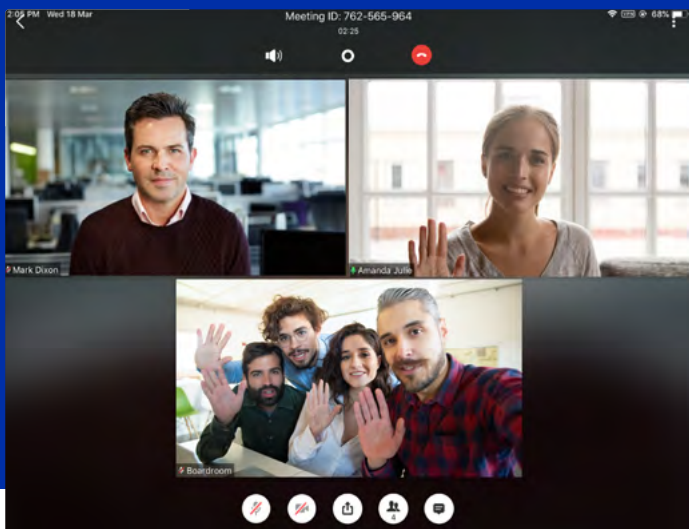 2:05 PM Wed 18 Mar
Meeting ID: 762-565-964
68%
02:25
Mark Dixon
Amanda Julie
Boardroom
4